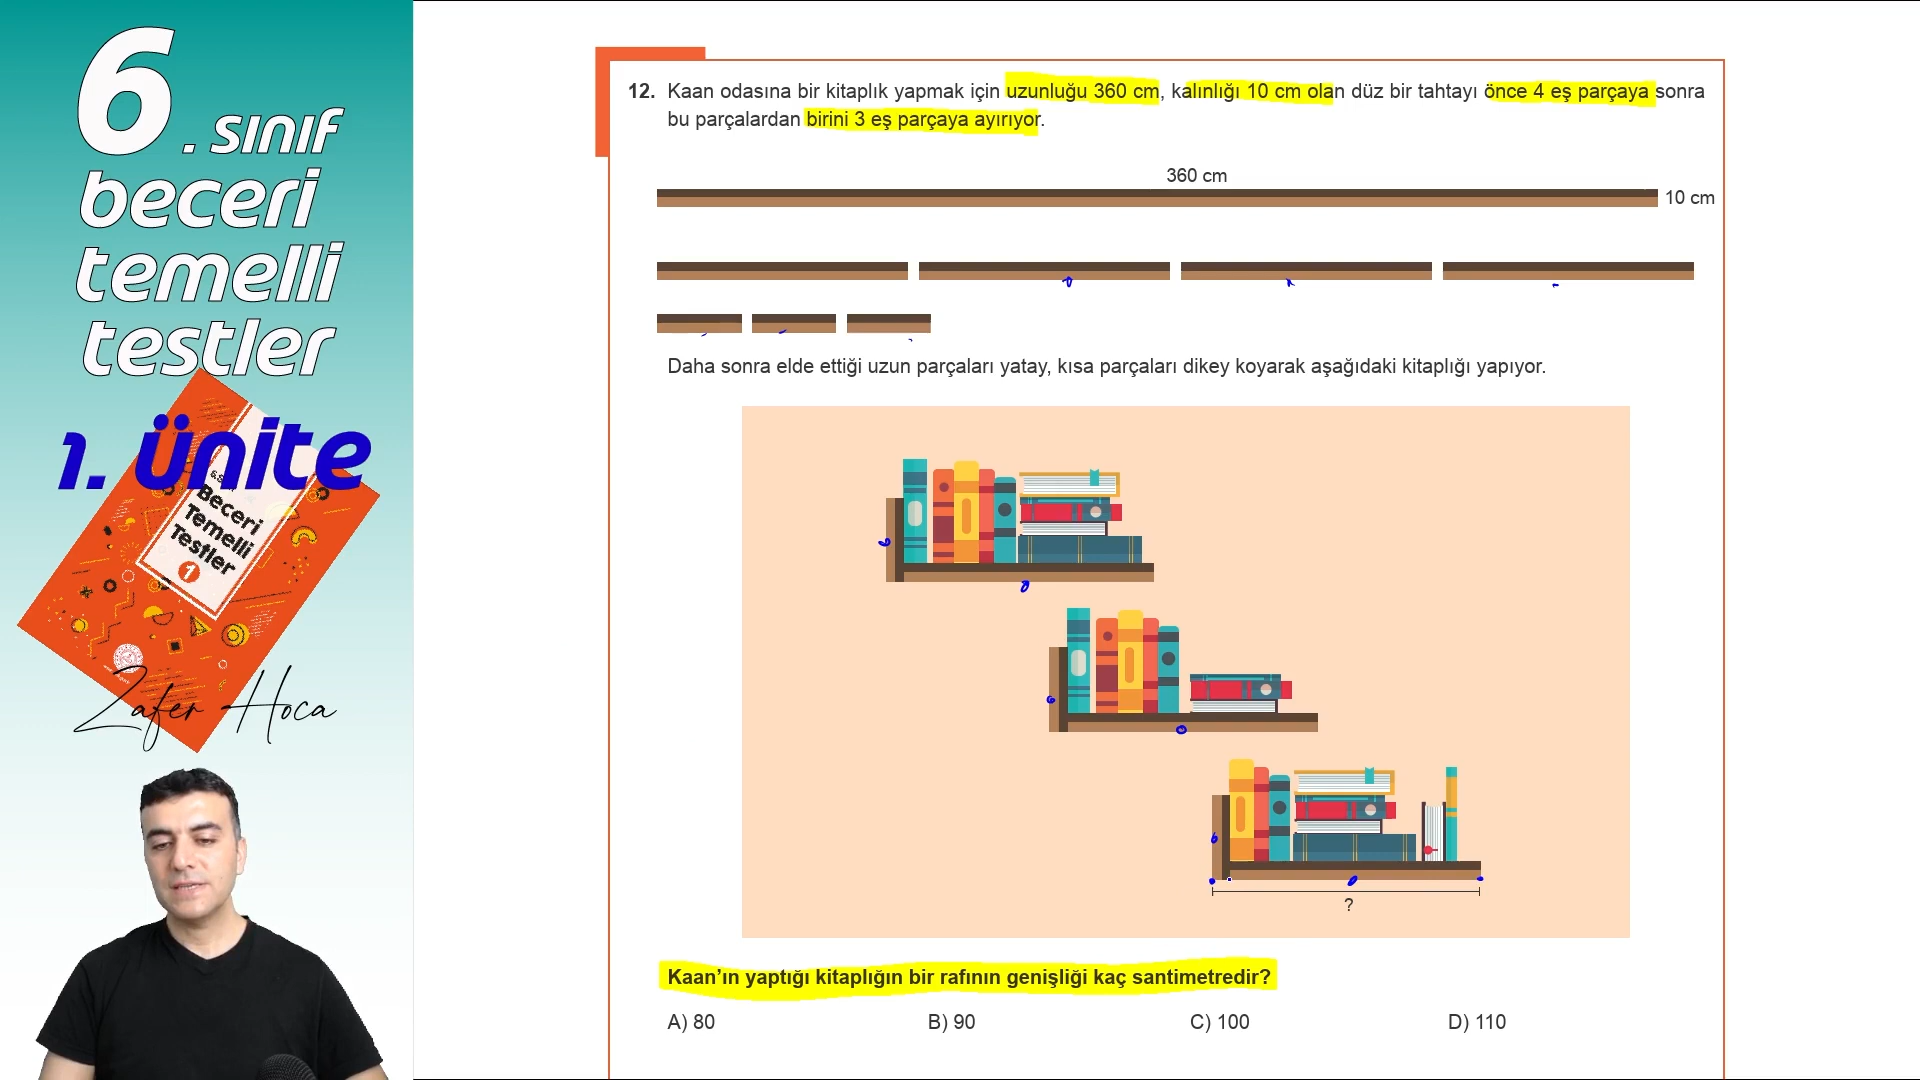 6. sınıf
beceri
temelli
testler
1. ünite
6.Sınıf
Beceri
Temelli
Testler
1
Zafer Hoca
12. Kaan odasına bir kitaplık yapmak için uzunluğu 360 cm, kalınlığı 10 cm olan düz bir tahtayı önce 4 eş parçaya sonra
bu parçalardan birini 3 eş parçaya ayırıyor.
360 cm
10 cm
Daha sonra elde ettiği uzun parçaları yatay, kısa parçaları dikey koyarak aşağıdaki kitaplığı yapıyor.
?
Kaan’ın yaptığı kitaplığın bir rafının genişliği kaç santimetredir?
A) 80 B) 90 C) 100 D) 110